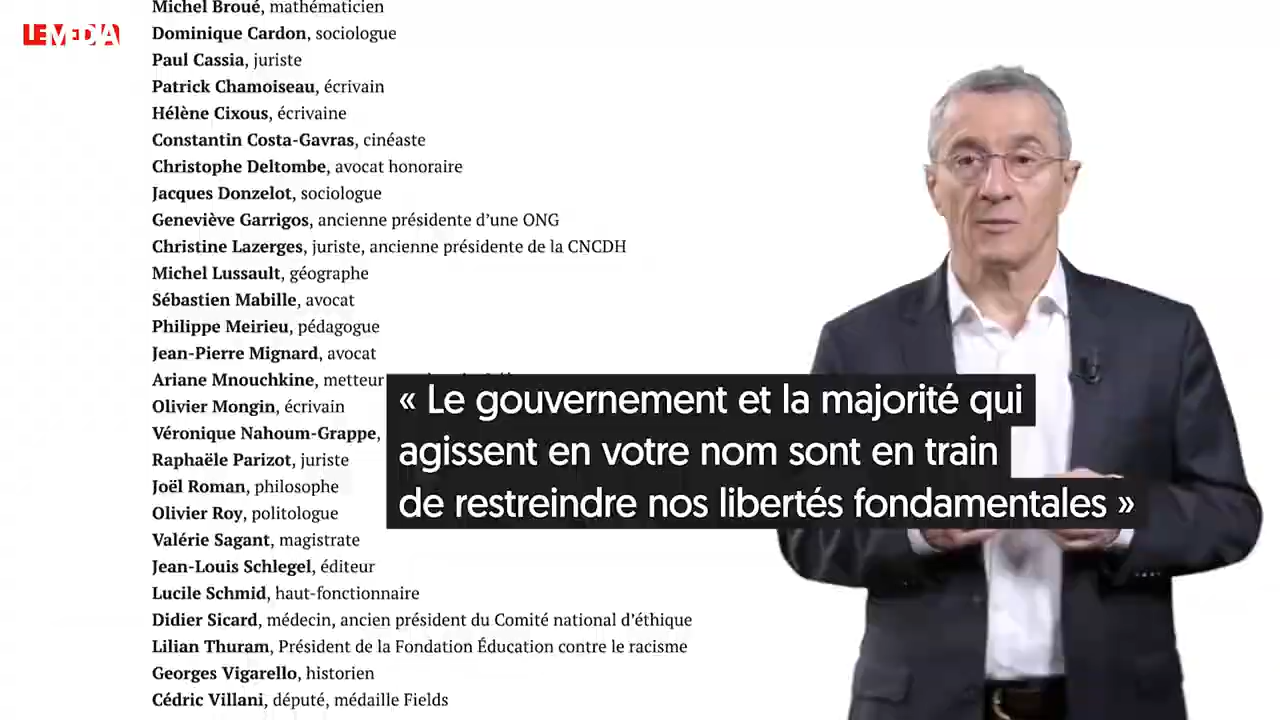 LEMEDIA
Michel Broué, mathématicien
Dominique Cardon, sociologue
Paul Cassia, juriste
Patrick Chamoiseau, écrivain
Hélène Cixous, écrivaine
Constantin Costa-Gavras, cinéaste
Christophe Deltombe, avocat honoraire
Jacques Donzelot, sociologue
Geneviève Garrigos, ancienne présidente d’une ONG
Christine Lazerges, juriste, ancienne présidente de la CNCDH
Michel Lussault, géographe
Sébastien Mabille, avocat
Philippe Meirieu, pédagogue
Jean-Pierre Mignard, avocat
Ariane Mnouchkine, metteur
Olivier Mongin, écrivain
Véronique Nahoum-Grappe,
Raphaële Parizot, juriste
Joël Roman, philosophe
Olivier Roy, politologue
Valérie Sagant, magistrate
Jean-Louis Schlegel, éditeur
Lucile Schmid, haut-fonctionnaire
Didier Sicard, médecin, ancien président du Comité national d’éthique
Lilian Thuram, Président de la Fondation Éducation contre le racisme
Georges Vigarello, historien
Cédric Villani, député, médaille Fields
« Le gouvernement et la majorité qui
agissent en votre nom sont en train
de restreindre nos libertés fondamentales »